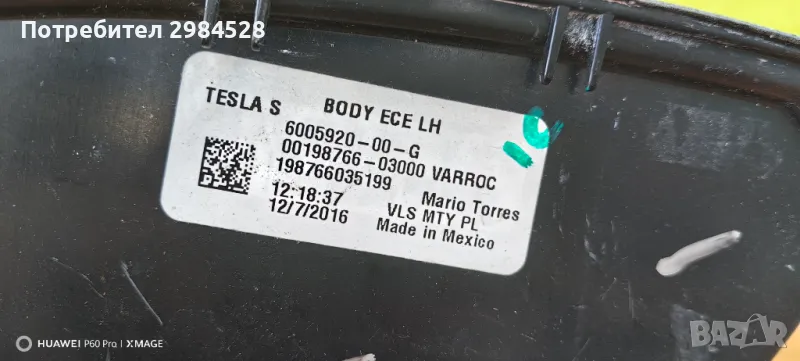 Потребител 2984528
TESLA S BODY ECE LH
6005920-00-G
00198766-03000 VARROC
198766035199
12:18:37 Mario Torres
12/7/2016 VLS MTY PL
Made in Mexico
HUAWEI P60 Pro | XMAGE
bazar